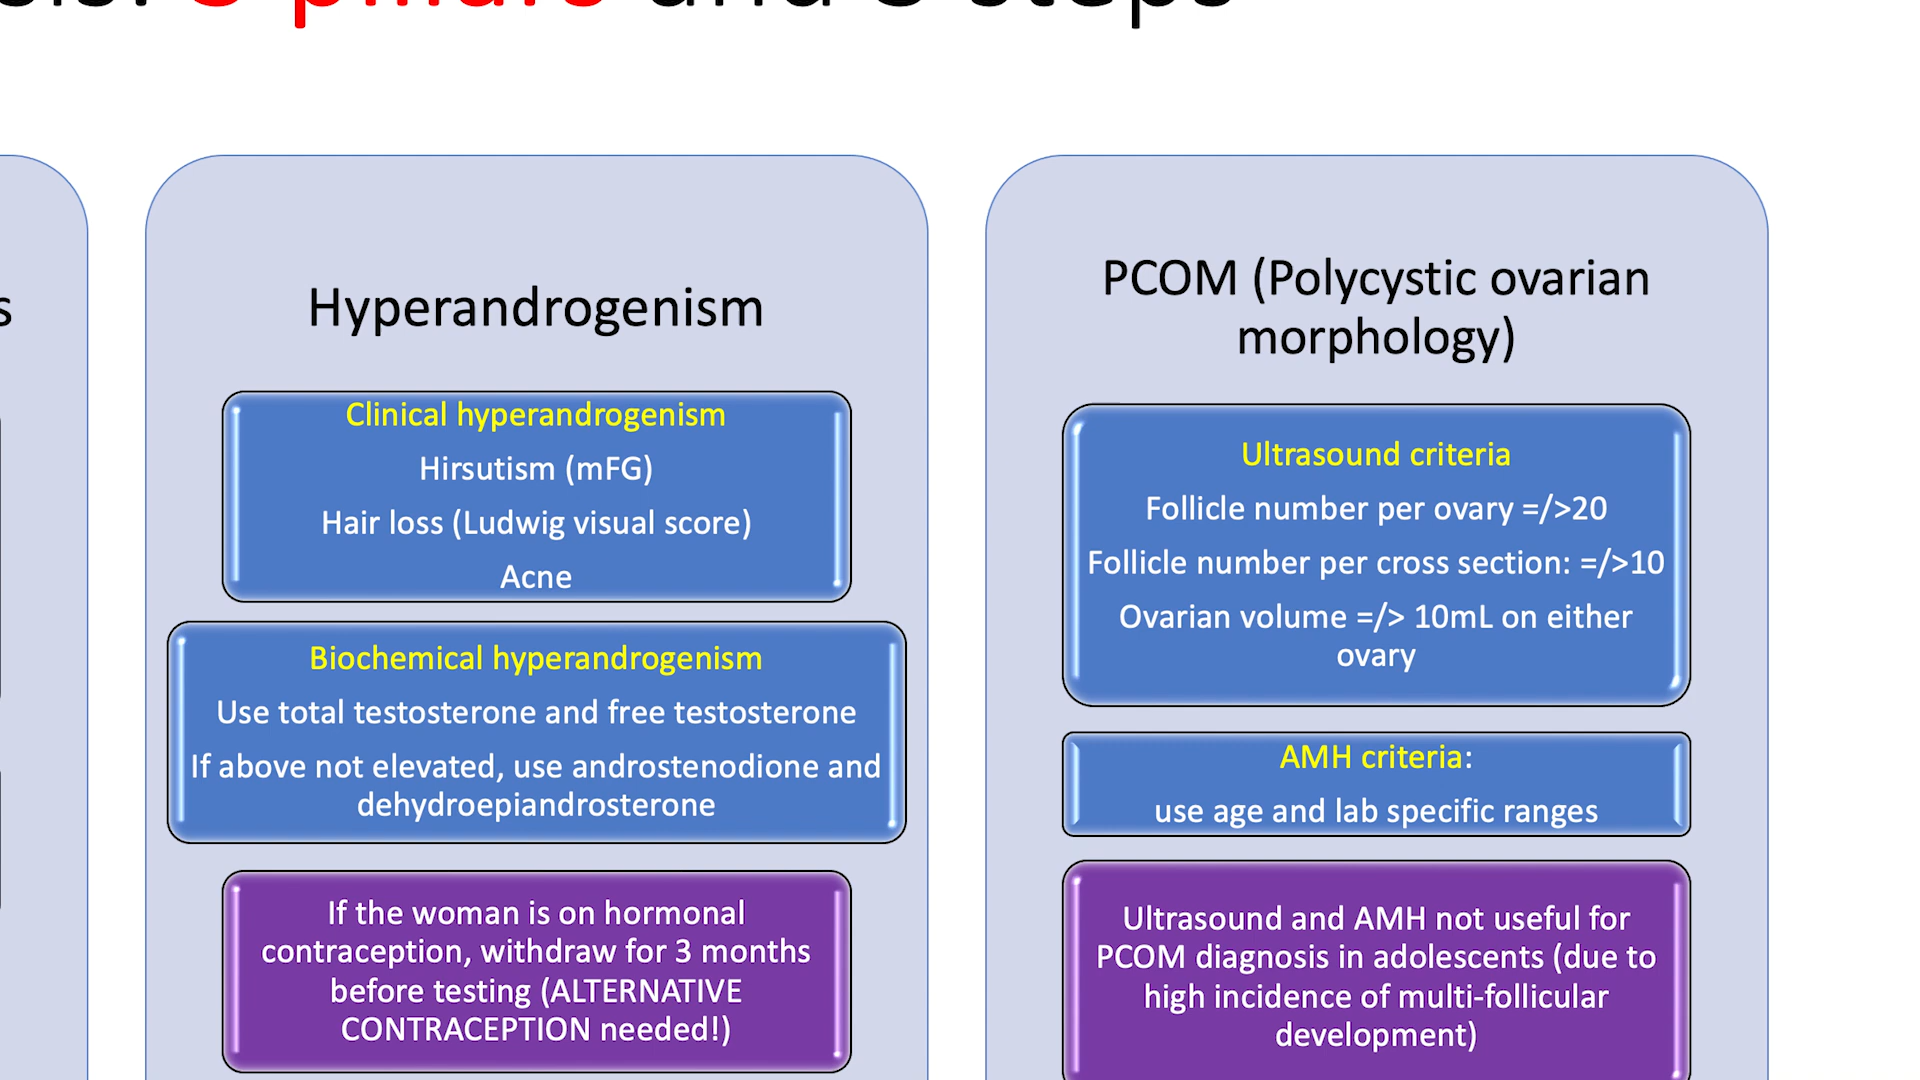 and
Hyperandrogenism
Clinical hyperandrogenism
Hirsutism (mFG)
Hair loss (Ludwig visual score)
Acne
Biochemical hyperandrogenism
Use total testosterone and free testosterone
If above not elevated, use androstenodione and
dehydroepiandrosterone
If the woman is on hormonal
contraception, withdraw for 3 months
before testing (ALTERNATIVE
CONTRACEPTION needed!)
PCOM (Polycystic ovarian
morphology)
Ultrasound criteria
Follicle number per ovary =/>20
Follicle number per cross section: =/>10
Ovarian volume =/> 10mL on either
ovary
AMH criteria:
use age and lab specific ranges
Ultrasound and AMH not useful for
PCOM diagnosis in adolescents (due to
high incidence of multi-follicular
development)